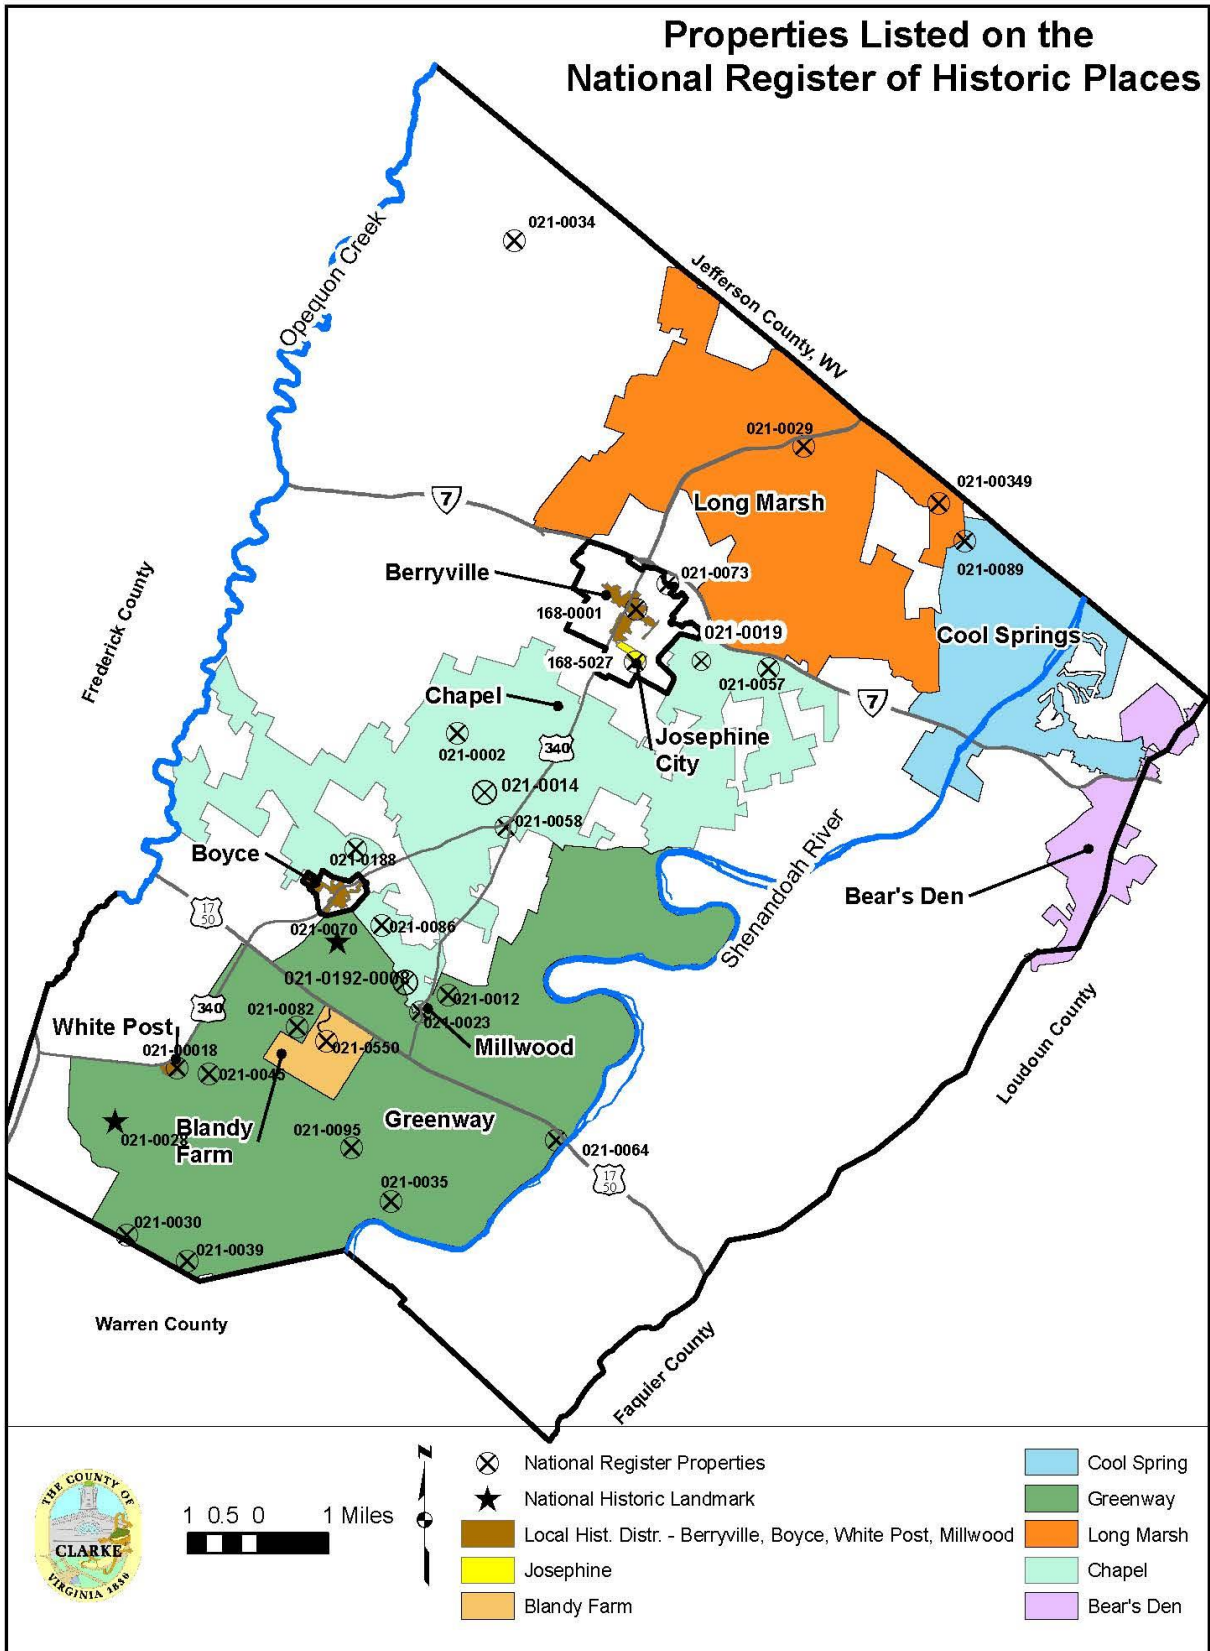 Properties Listed on the
National Register of Historic Places
021-0034
Opequon Creek
Jefferson County, WV
021-0029
021-00349
7
Long Marsh
021-0089
Berryville
021-0073
168-0001
021-0019
Cool Springs
Frederick County
168-5027
021-0057
Chapel
7
Josephine
City
340
021-0002
021-0014
021-0058
Boyce
021-0188
Shenandoah River
Bear's Den
17
50
021-0070
021-0086
021-0192-0008
021-0012
340
021-0082
021-0023
White Post
021-00018
021-0550
Millwood
021-0045
Loudoun County
021-0028
Blandy
Farm
021-0095
Greenway
021-0064
17
50
021-0035
021-0030
021-0039
Warren County
Faquier County
THE COUNTY OF
CLARKE
VIRGINIA 1836
1 0.5 0 1 Miles
N
National Register Properties
National Historic Landmark
Local Hist. Distr. - Berryville, Boyce, White Post, Millwood
Josephine
Blandy Farm
Cool Spring
Greenway
Long Marsh
Chapel
Bear's Den